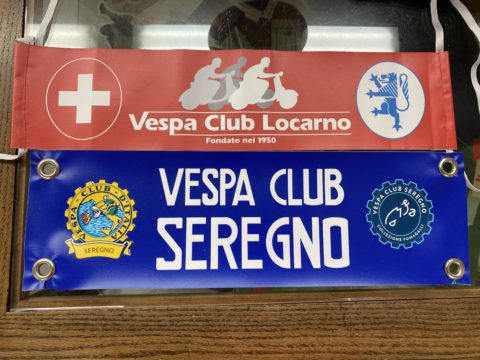 Vespa Club Locarno
Fondato nel 1950
VESPA CLUB
SEREGNO
VESPA • CLUB • D'ITALIA
SEREGNO
VESPA CLUB SEREGNO
COLLEZIONE FUMAGALLI